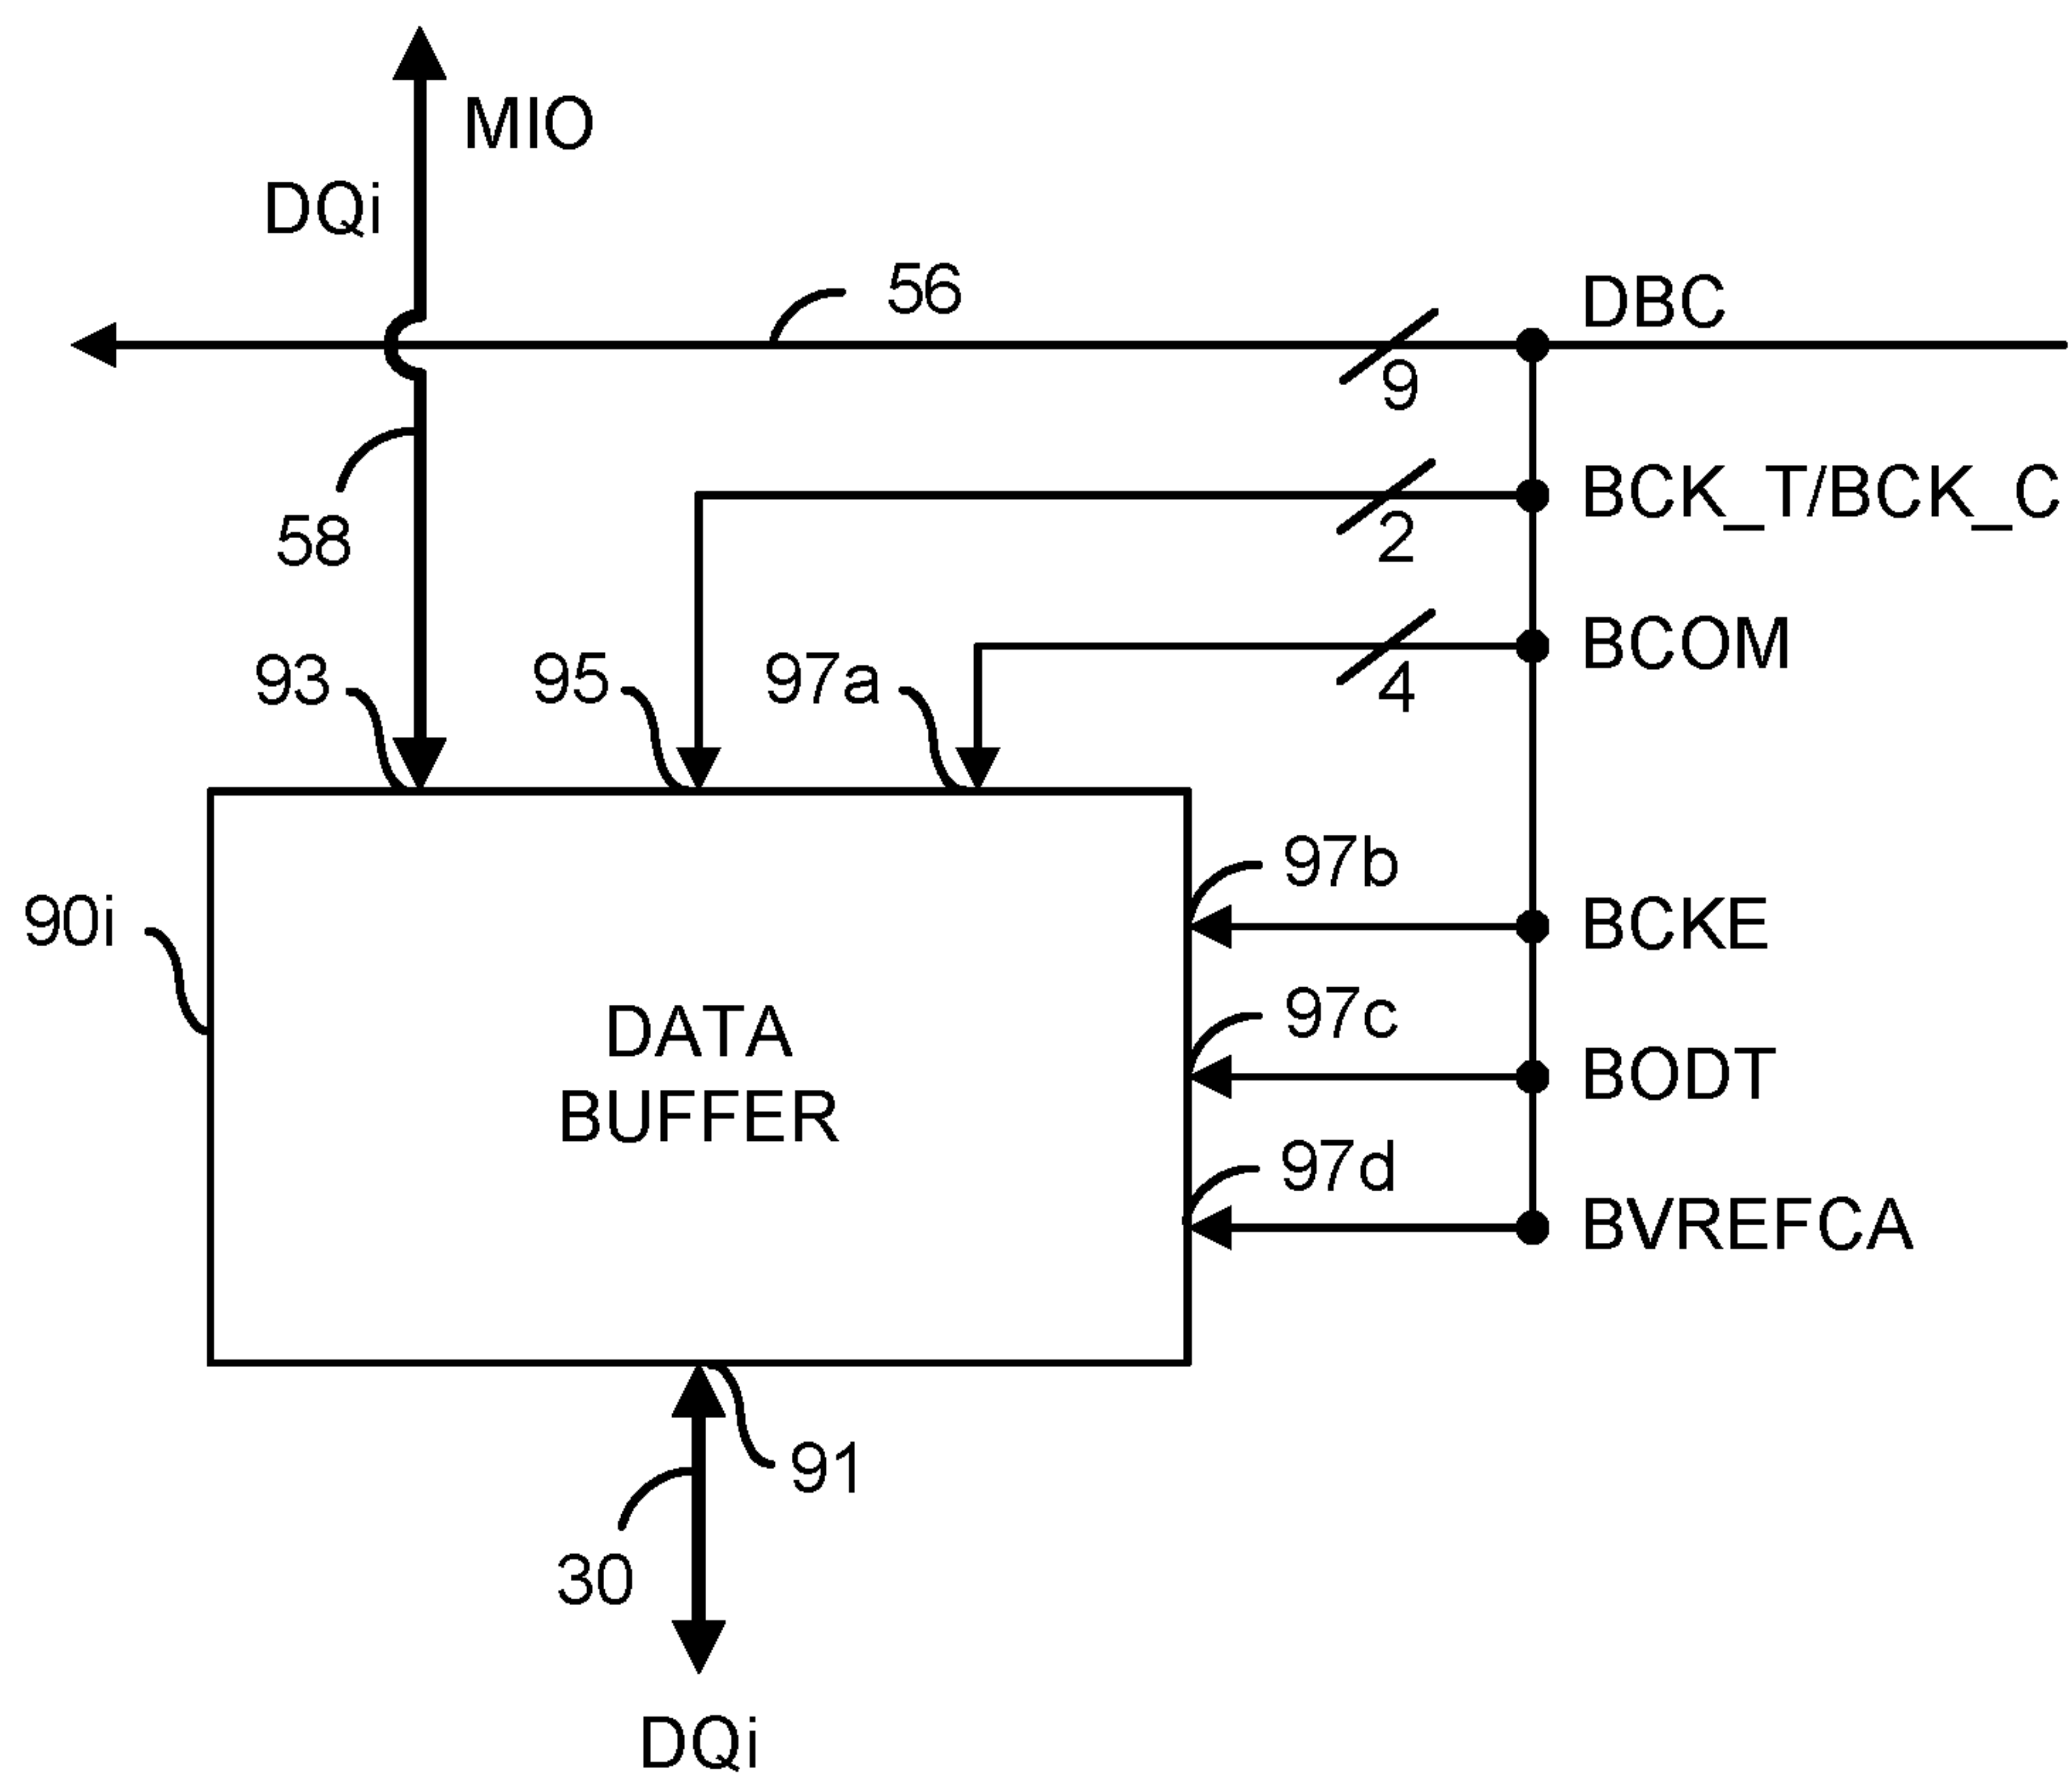 MIO
DQi
56
DBC
9
BCK_T/BCK_C
58
2
BCOM
93
95
97a
4
97b
90i
BCKE
97c
DATA
BUFFER
BODT
97d
BVREFCA
91
30
DQi